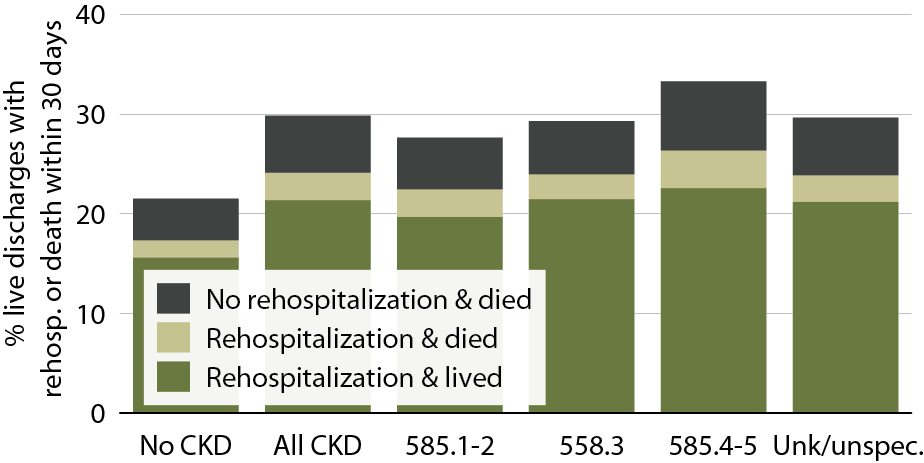 % live discharges with
rehosp. or death within 30 days
40
30
20
10
0
No rehospitalization & died
Rehospitalization & died
Rehospitalization & lived
No CKD All CKD 585.1-2 558.3 585.4-5 Unk/unspec.